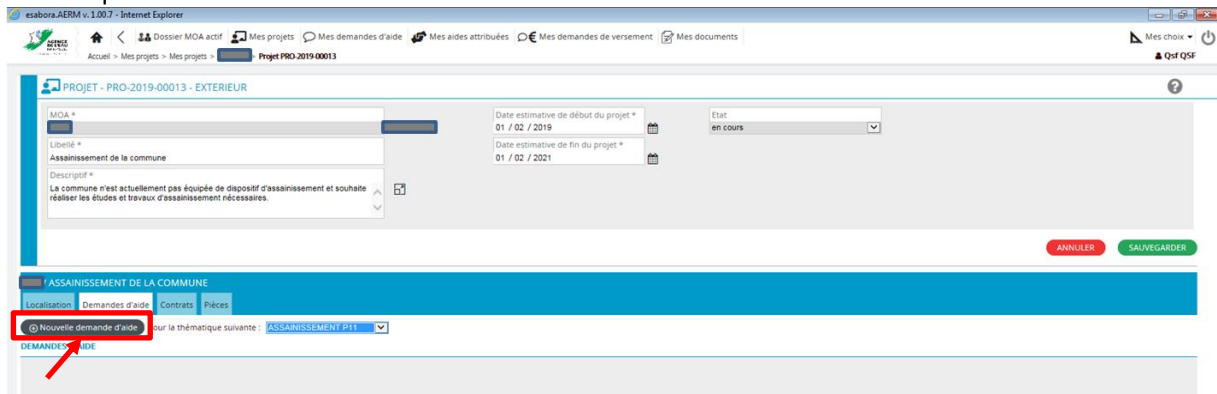 esabora.AERM v. 1.00.7 - Internet Explorer
AGENCE DE L'EAU
Dossier MOA actif Mes projets Mes demandes d'aide Mes aides attribuées Mes demandes de versement Mes documents Mes choix
Accueil > Mes projets > Mes projets > > Projet PRO-2019-00013 Qsf QSF
PROJET - PRO-2019-00013 - EXTERIEUR
MOA * Date estimative de début du projet * Etat
01 / 02 / 2019 en cours
Libellé * Date estimative de fin du projet *
Assainissement de la commune 01 / 02 / 2021
Descriptif *
La commune n'est actuellement pas équipée de dispositif d'assainissement et souhaite
réaliser les études et travaux d'assainissement nécessaires.
ANNULER SAUVEGARDER
/ ASSAINISSEMENT DE LA COMMUNE
Localisation Demandes d'aide Contrats Pièces
Nouvelle demande d'aide our la thématique suivante : ASSAINISSEMENT P11
DEMANDES AIDE